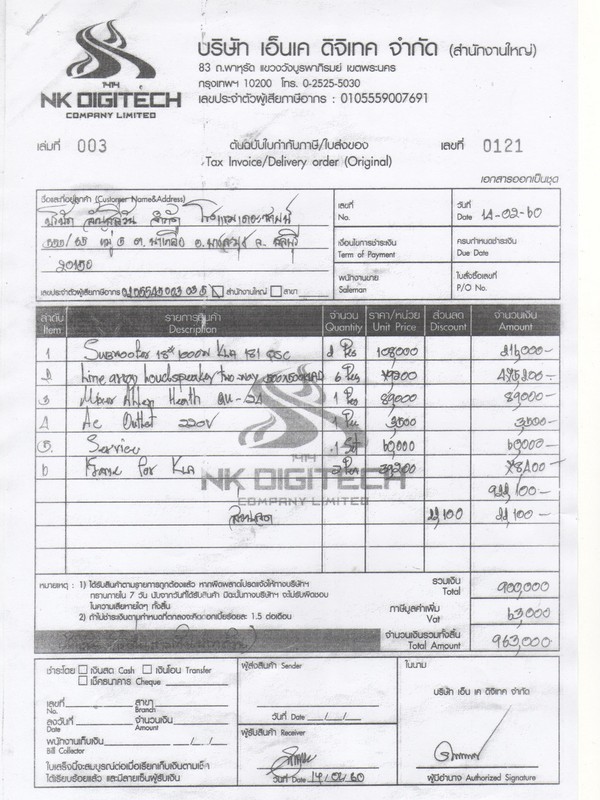 บริษัท เอ็นเค ดิจิเทค จำกัด (สำนักงานใหญ่)
83 ถ.พาหุรัด แขวงวังบูรพาภิรมย์ เขตพระนคร
กรุงเทพฯ 10200 โทร. 0-2525-5030
เลขประจำตัวผู้เสียภาษีอากร : 0105559007691
NK DIGITECH
COMPANY LIMITED
เล่มที่ 003
ต้นฉบับใบกำกับภาษี/ใบส่งของ
Tax Invoice/Delivery order (Original)
เลขที่ 0121
เอกสารออกเป็นชุด
ชื่อและที่อยู่ลูกค้า (Customer Name&Address)
บริษัท จำกัด
20150
เลขประจำตัวผู้เสียภาษีอากร สำนักงานใหญ่ สาขา
เลขที่
No.
วันที่
Date 14-02-60
เงื่อนไขการชำระเงิน
Term of Payment
ครบกำหนดชำระเงิน
Due Date
พนักงานขาย
Saleman
ใบสั่งซื้อเลขที่
P/O No.
ลำดับ รายการสินค้า จำนวน ราคา/หน่วย ส่วนลด จำนวนเงิน
Item Description Quantity Unit Price Discount Amount
1 Subwoofer 18" 1000W KLA 181 QSC 2 Pcs 108,000 216,000-
2 Line array 6 Pcs 79,200 475,200-
3 Mixer Allen Heath QU-24 1 Pcs 89,000 89,000-
4 Ac Outlet 220V 1 Pcs 3,500 3,500-
5. Service 1 Set 60,000 60,000-
6 Frame for KLA 2 Pcs 39,200 78,400-
922,100-
NK DIGITECH
COMPANY LIMITED
ส่วนลด 22,100 22,100-
หมายเหตุ : 1) ได้รับสินค้าตามรายการถูกต้องแล้ว หากผิดพลาดโปรดแจ้งให้ทางบริษัทฯ
ทราบภายใน 7 วัน นับจากวันที่ได้รับสินค้า มิฉะนั้นทางบริษัทฯ จะไม่รับผิดชอบ
ในความเสียหายใดๆ ทั้งสิ้น
2) ถ้าไม่ชำระเงินตามกำหนดที่ตกลงจะคิดดอกเบี้ยร้อยละ 1.5 ต่อเดือน
รวมเงิน
Total 900,000
ภาษีมูลค่าเพิ่ม
Vat 63,000
จำนวนเงินรวมทั้งสิ้น
Total Amount 963,000
ชำระโดย เงินสด Cash เงินโอน Transfer
เช็คธนาคาร Cheque
เลขที่ สาขา
No. Branch
ลงวันที่ จำนวนเงิน
Date Amount
พนักงานเก็บเงิน
Bill Collector
ใบเสร็จนี้จะสมบูรณ์ต่อเมื่อเรียกเก็บเงินตามเช็ค
ได้เรียบร้อยแล้ว และมีลายเซ็นผู้รับเงิน
ผู้ส่งสินค้า Sender
วันที่ Date
ผู้รับสินค้า Receiver
วันที่ Date 14/02/60
ในนาม
บริษัท เอ็น เค ดิจิเทค จำกัด
ผู้มีอำนาจ Authorized Signature